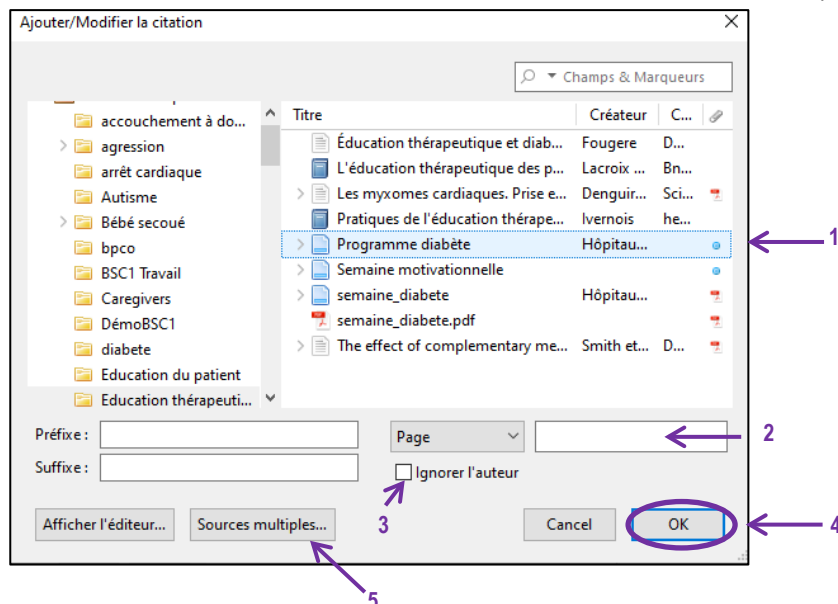 Ajouter/Modifier la citation
Champs & Marqueurs
accouchement à do...
agression
arrêt cardiaque
Autisme
Bébé secoué
bpco
BSC1 Travail
Caregivers
DémoBSC1
diabete
Education du patient
Education thérapeuti...
Titre Créateur C...
Éducation thérapeutique et diab... Fougere D...
L'éducation thérapeutique des p... Lacroix ... Bn...
Les myxomes cardiaques. Prise e... Denguir... Sci...
Pratiques de l'éducation thérape... Ivernois he...
Programme diabète Hôpitau...
Semaine motivationnelle
semaine_diabete Hôpitau...
semaine_diabete.pdf
The effect of complementary me... Smith et... D...
1
Préfixe : Page 2
Suffixe : Ignorer l'auteur
3
Afficher l'éditeur... Sources multiples... Cancel OK 4
5